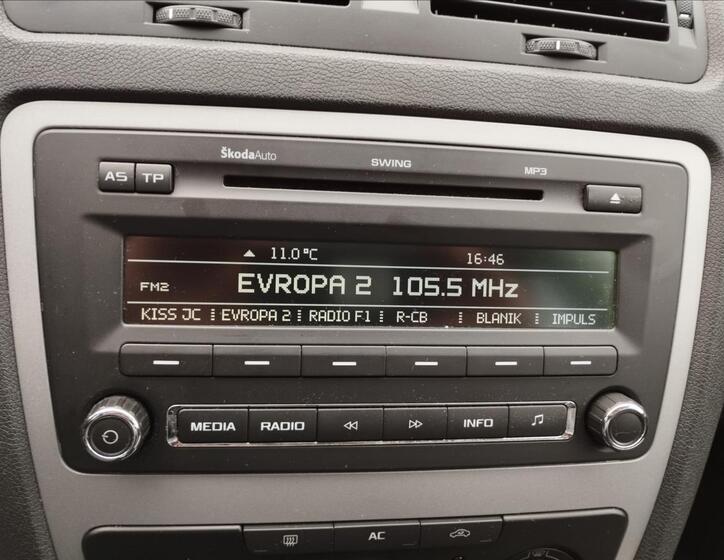 ŠkodaAuto SWING MP3
AS TP
11.0 °C 16:46
FM2 EVROPA 2 105.5 MHz
KISS JC EVROPA 2 RADIO F1 R-CB BLANIK IMPULS
MEDIA RADIO INFO
AC